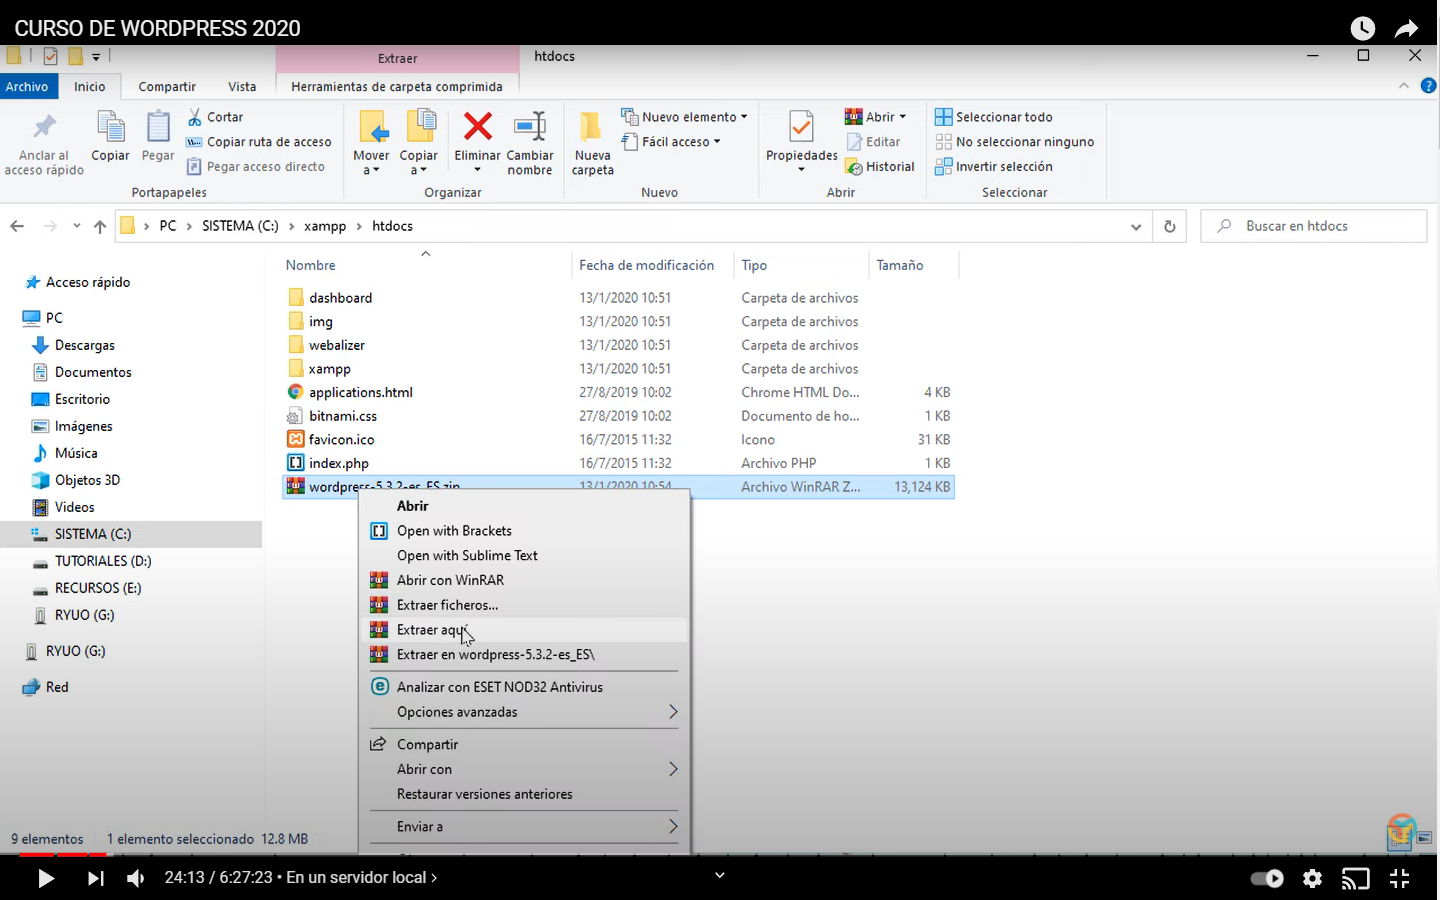 CURSO DE WORDPRESS 2020
Extraer
htdocs
Archivo
Inicio
Compartir
Vista
Herramientas de carpeta comprimida
Anclar al
acceso rápido
Copiar
Pegar
Cortar
Copiar ruta de acceso
Pegar acceso directo
Portapapeles
Mover
a
Copiar
a
Eliminar
Cambiar
nombre
Organizar
Nueva
carpeta
Nuevo elemento
Fácil acceso
Nuevo
Propiedades
Abrir
Editar
Historial
Abrir
Seleccionar todo
No seleccionar ninguno
Invertir selección
Seleccionar
PC > SISTEMA (C:) > xampp > htdocs
Buscar en htdocs
Acceso rápido
PC
Descargas
Documentos
Escritorio
Imágenes
Música
Objetos 3D
Videos
SISTEMA (C:)
TUTORIALES (D:)
RECURSOS (E:)
RYUO (G:)
RYUO (G:)
Red
Nombre Fecha de modificación Tipo Tamaño
dashboard 13/1/2020 10:51 Carpeta de archivos
img 13/1/2020 10:51 Carpeta de archivos
webalizer 13/1/2020 10:51 Carpeta de archivos
xampp 13/1/2020 10:51 Carpeta de archivos
applications.html 27/8/2019 10:02 Chrome HTML Do... 4 KB
bitnami.css 27/8/2019 10:02 Documento de ho... 1 KB
favicon.ico 16/7/2015 11:32 Icono 31 KB
index.php 16/7/2015 11:32 Archivo PHP 1 KB
wordpress-5.3.2-es_ES.zip 13/1/2020 10:54 Archivo WinRAR Z... 13,124 KB
Abrir
Open with Brackets
Open with Sublime Text
Abrir con WinRAR
Extraer ficheros...
Extraer aquí
Extraer en wordpress-5.3.2-es_ES\
Analizar con ESET NOD32 Antivirus
Opciones avanzadas
Compartir
Abrir con
Restaurar versiones anteriores
Enviar a
9 elementos
1 elemento seleccionado 12.8 MB
24:13 / 6:27:23 • En un servidor local >